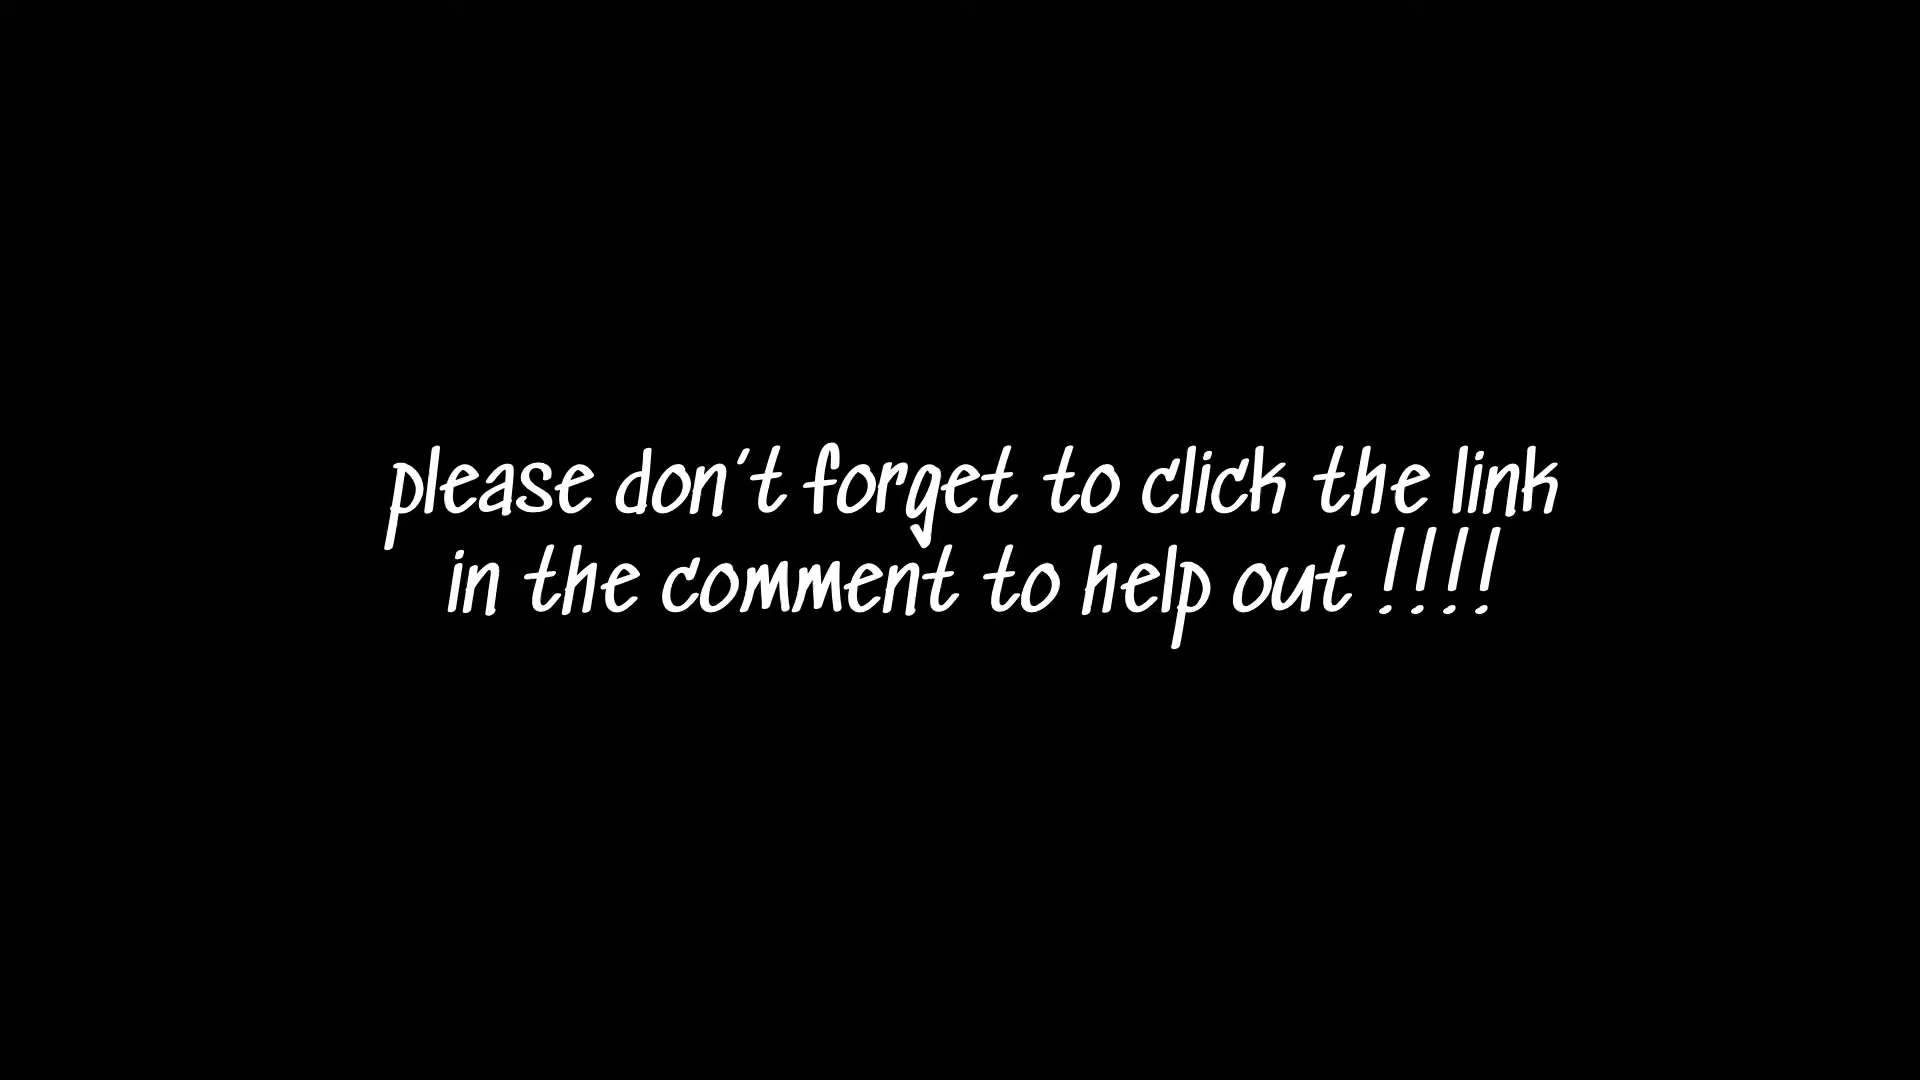 please don't forget to click the link
in the comment to help out !!!!